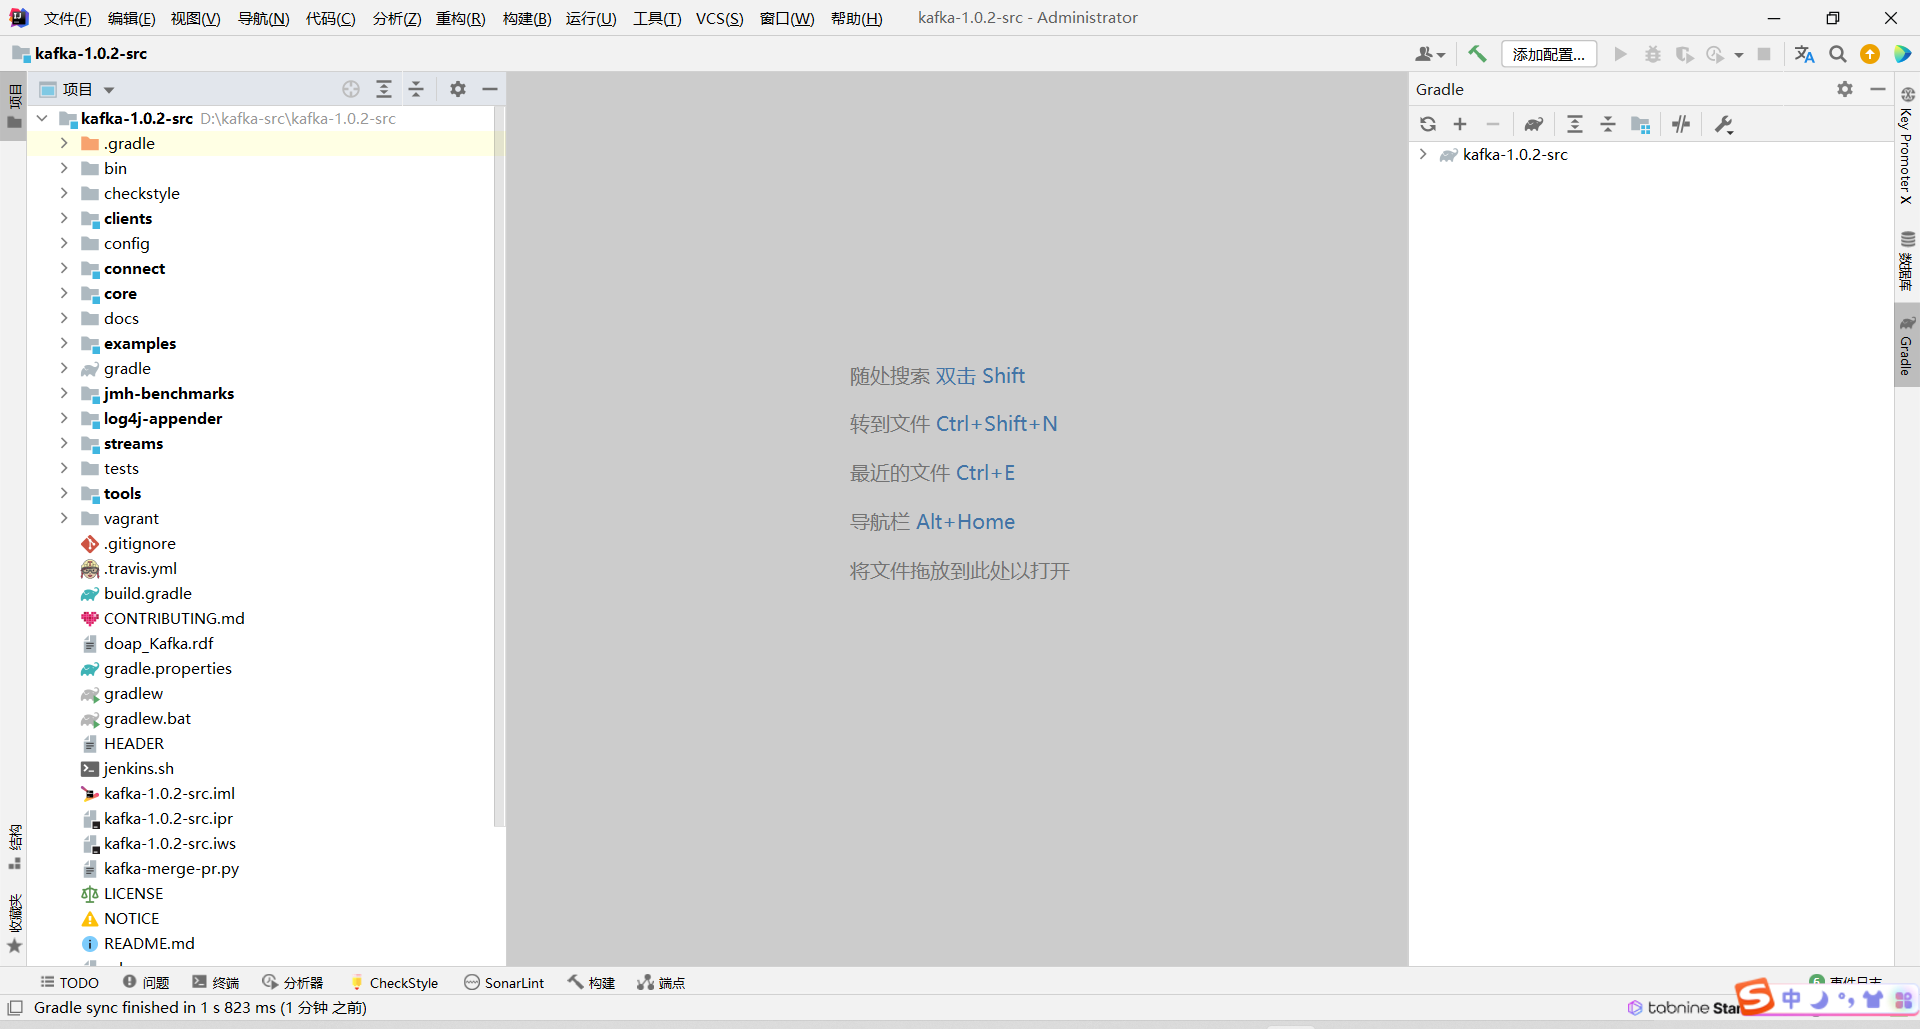 文件(F) 编辑(E) 视图(V) 导航(N) 代码(C) 分析(Z) 重构(R) 构建(B) 运行(U) 工具(T) VCS(S) 窗口(W) 帮助(H) kafka-1.0.2-src - Administrator
kafka-1.0.2-src
添加配置...
项目
项目
kafka-1.0.2-src D:\kafka-src\kafka-1.0.2-src
.gradle
bin
checkstyle
clients
config
connect
core
docs
examples
gradle
jmh-benchmarks
log4j-appender
streams
tests
tools
vagrant
.gitignore
.travis.yml
build.gradle
CONTRIBUTING.md
doap_Kafka.rdf
gradle.properties
gradlew
gradlew.bat
HEADER
jenkins.sh
kafka-1.0.2-src.iml
kafka-1.0.2-src.ipr
kafka-1.0.2-src.iws
kafka-merge-pr.py
LICENSE
NOTICE
README.md
结构
收藏夹
随处搜索 双击 Shift
转到文件 Ctrl+Shift+N
最近的文件 Ctrl+E
导航栏 Alt+Home
将文件拖放到此处以打开
Gradle
kafka-1.0.2-src
Key Promoter X
数据库
Gradle
TODO 问题 终端 分析器 CheckStyle SonarLint 构建 端点
事件日志
Gradle sync finished in 1 s 823 ms (1 分钟 之前)
tabnine
中